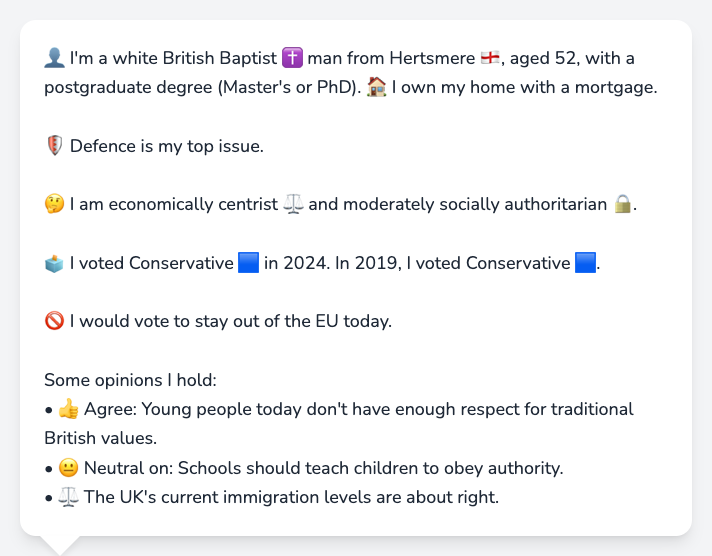 👤 I'm a white British Baptist ✝️ man from Hertsmere 🏴󠁧󠁢󠁥󠁮󠁧󠁿, aged 52, with a
postgraduate degree (Master's or PhD). 🏠 I own my home with a mortgage.
🛡️ Defence is my top issue.
🤔 I am economically centrist ⚖️ and moderately socially authoritarian 🔒.
🗳️ I voted Conservative 🟦 in 2024. In 2019, I voted Conservative 🟦.
🚫 I would vote to stay out of the EU today.
Some opinions I hold:
• 👍 Agree: Young people today don't have enough respect for traditional
British values.
• 😐 Neutral on: Schools should teach children to obey authority.
• ⚖️ The UK's current immigration levels are about right.